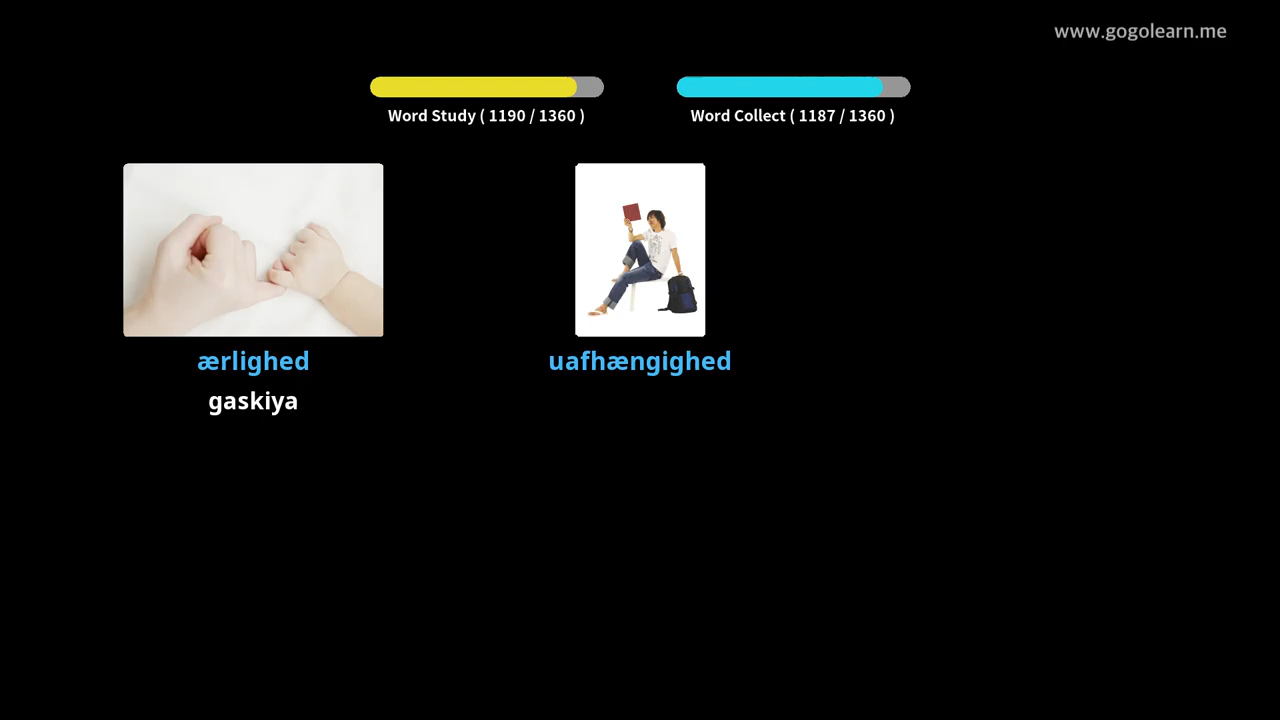 www.gogolearn.me
Word Study ( 1190 / 1360 )
Word Collect ( 1187 / 1360 )
ærlighed
gaskiya
uafhængighed